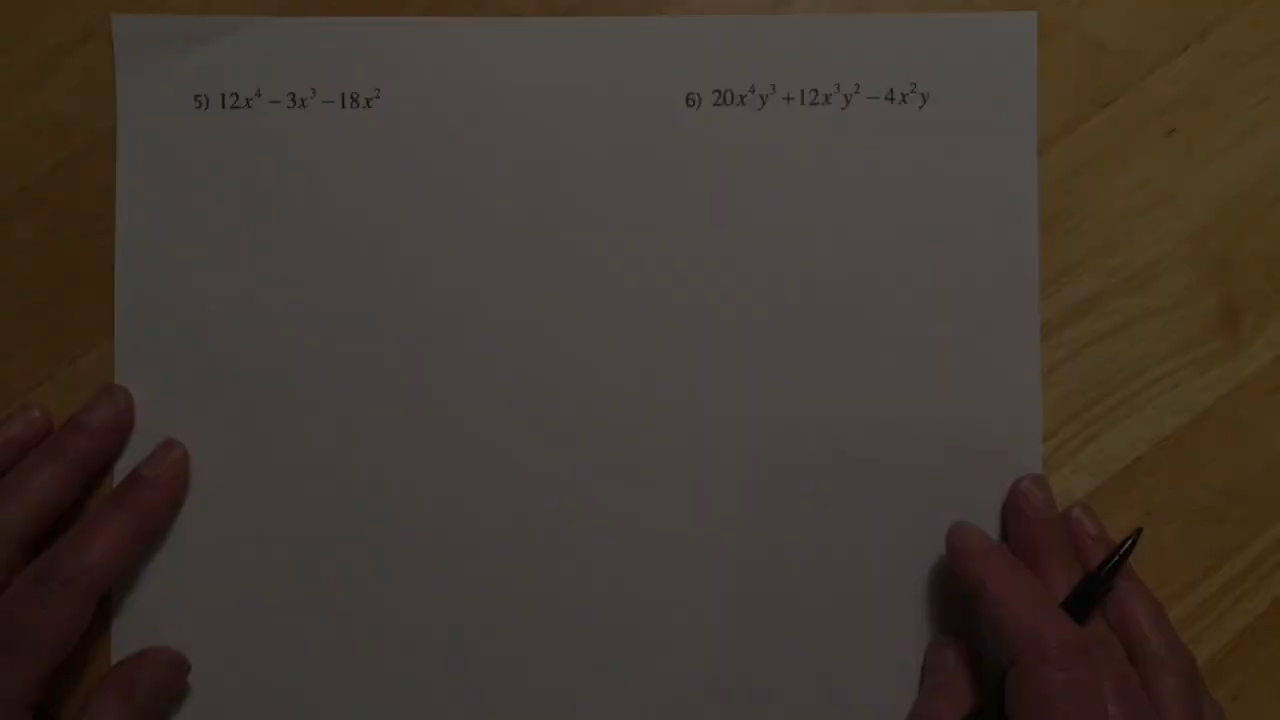 5) 12x⁴ − 3x³ − 18x²
6) 20x⁴y³ + 12x³y² − 4x²y